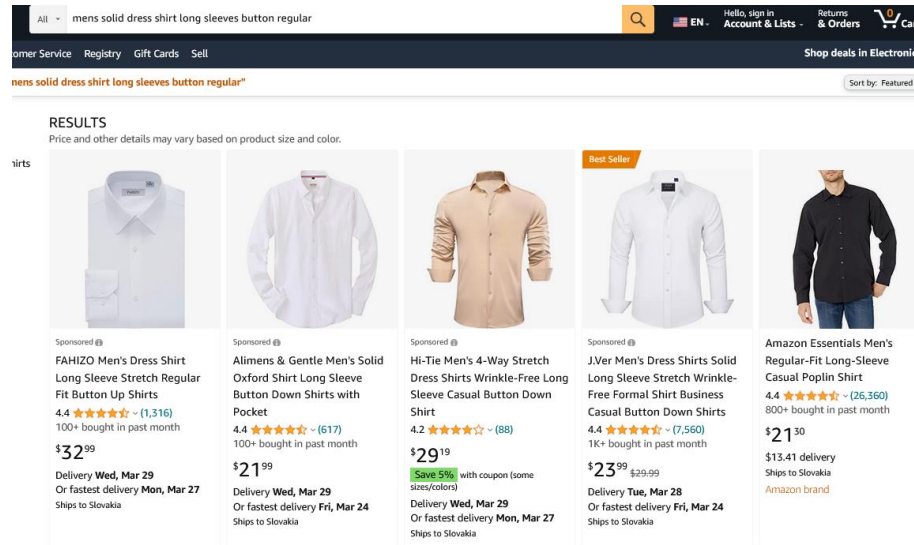 All
mens solid dress shirt long sleeves button regular
EN
Hello, sign in
Account & Lists
Returns
& Orders
0
Ca
omer Service Registry Gift Cards Sell
Shop deals in Electroni
nens solid dress shirt long sleeves button regular"
Sort by: Featured
RESULTS
Price and other details may vary based on product size and color.
hirts
Best Seller
Sponsored
FAHIZO Men's Dress Shirt
Long Sleeve Stretch Regular
Fit Button Up Shirts
4.4 (1,316)
100+ bought in past month
$32 99
Delivery Wed, Mar 29
Or fastest delivery Mon, Mar 27
Ships to Slovakia
Sponsored
Alimens & Gentle Men's Solid
Oxford Shirt Long Sleeve
Button Down Shirts with
Pocket
4.4 (617)
100+ bought in past month
$21 99
Delivery Wed, Mar 29
Or fastest delivery Fri, Mar 24
Ships to Slovakia
Sponsored
Hi-Tie Men's 4-Way Stretch
Dress Shirts Wrinkle-Free Long
Sleeve Casual Button Down
Shirt
4.2 (88)
$29 19
Save 5% with coupon (some
sizes/colors)
Delivery Wed, Mar 29
Or fastest delivery Mon, Mar 27
Ships to Slovakia
Sponsored
J.Ver Men's Dress Shirts Solid
Long Sleeve Stretch Wrinkle-
Free Formal Shirt Business
Casual Button Down Shirts
4.4 (7,560)
1K+ bought in past month
$23 99 $29.99
Delivery Tue, Mar 28
Or fastest delivery Fri, Mar 24
Ships to Slovakia
Amazon Essentials Men's
Regular-Fit Long-Sleeve
Casual Poplin Shirt
4.4 (26,360)
800+ bought in past month
$21 30
$13.41 delivery
Ships to Slovakia
Amazon brand